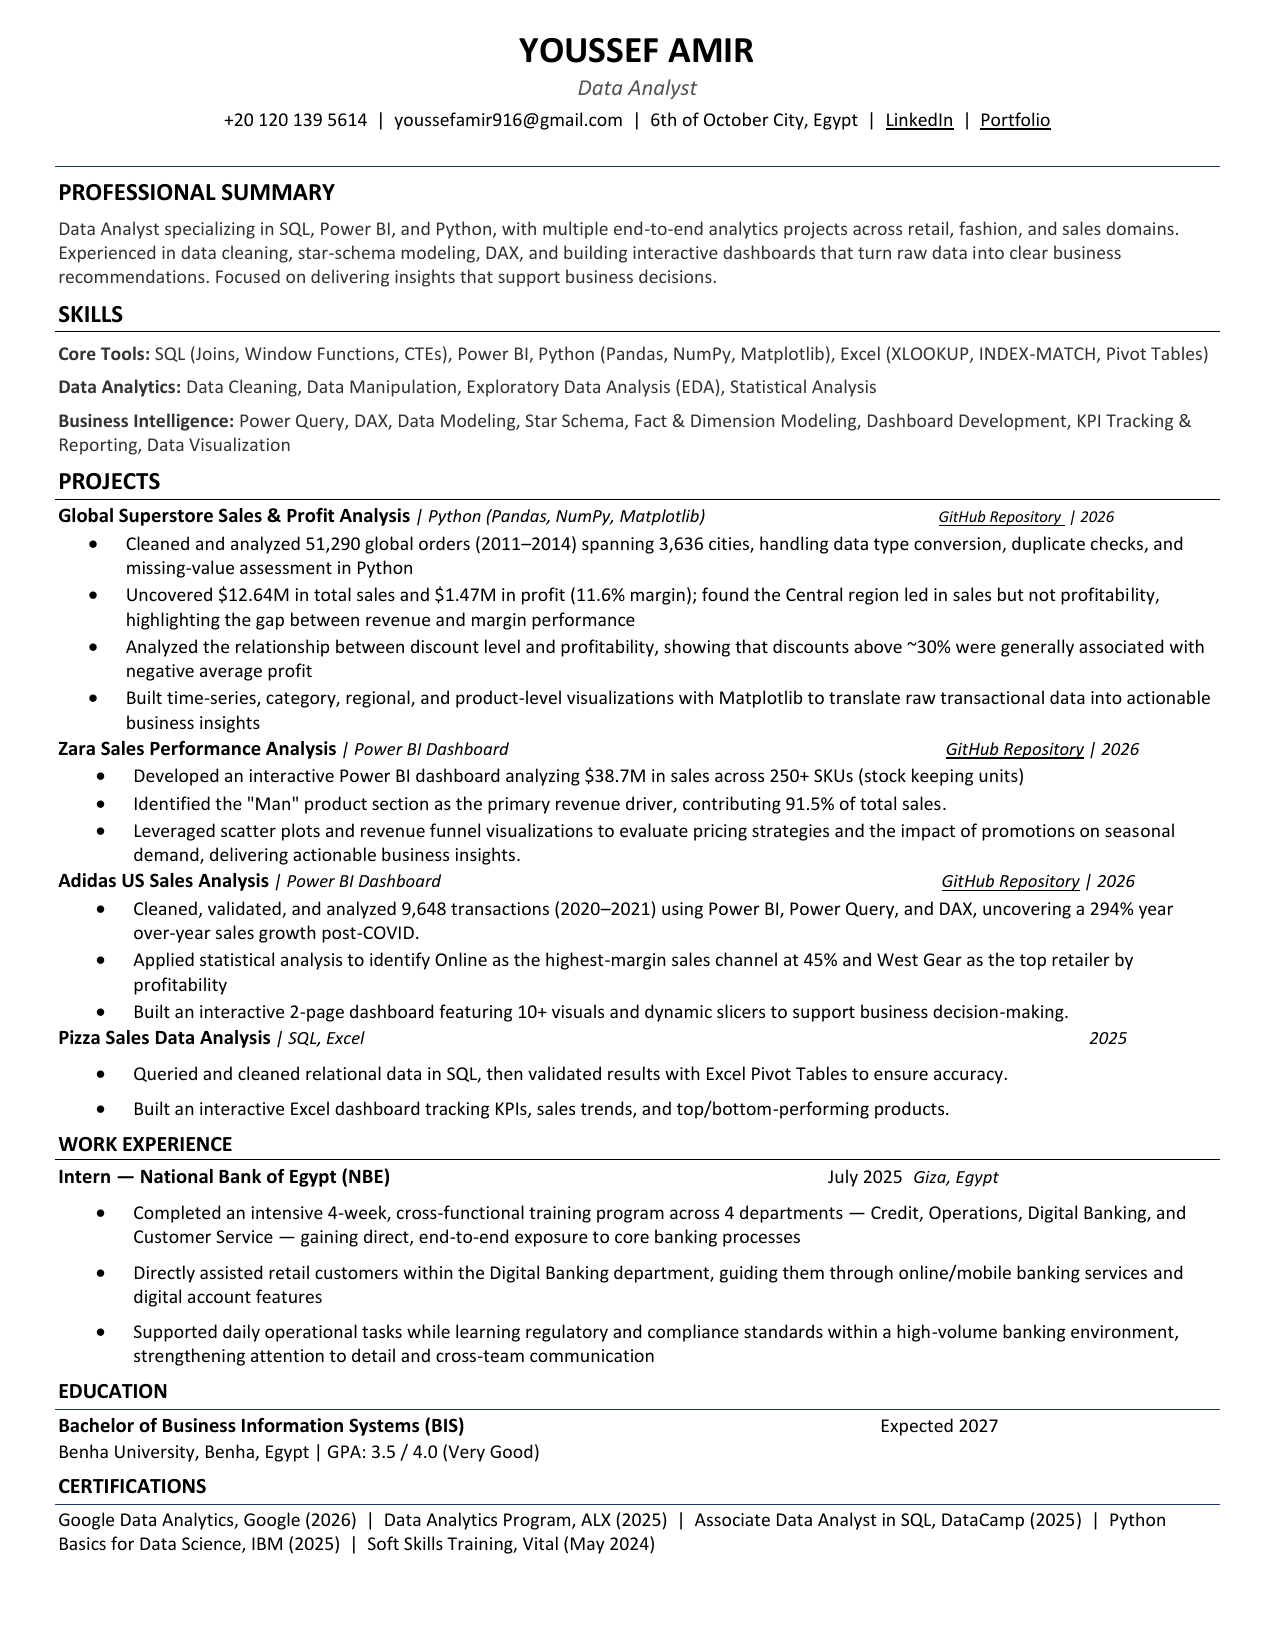 YOUSSEF AMIR
Data Analyst
+20 120 139 5614 | youssefamir916@gmail.com | 6th of October City, Egypt | LinkedIn | Portfolio
PROFESSIONAL SUMMARY
Data Analyst specializing in SQL, Power BI, and Python, with multiple end-to-end analytics projects across retail, fashion, and sales domains.
Experienced in data cleaning, star-schema modeling, DAX, and building interactive dashboards that turn raw data into clear business
recommendations. Focused on delivering insights that support business decisions.
SKILLS
Core Tools: SQL (Joins, Window Functions, CTEs), Power BI, Python (Pandas, NumPy, Matplotlib), Excel (XLOOKUP, INDEX-MATCH, Pivot Tables)
Data Analytics: Data Cleaning, Data Manipulation, Exploratory Data Analysis (EDA), Statistical Analysis
Business Intelligence: Power Query, DAX, Data Modeling, Star Schema, Fact & Dimension Modeling, Dashboard Development, KPI Tracking &
Reporting, Data Visualization
PROJECTS
Global Superstore Sales & Profit Analysis | Python (Pandas, NumPy, Matplotlib) GitHub Repository | 2026
• Cleaned and analyzed 51,290 global orders (2011–2014) spanning 3,636 cities, handling data type conversion, duplicate checks, and
missing-value assessment in Python
• Uncovered $12.64M in total sales and $1.47M in profit (11.6% margin); found the Central region led in sales but not profitability,
highlighting the gap between revenue and margin performance
• Analyzed the relationship between discount level and profitability, showing that discounts above ~30% were generally associated with
negative average profit
• Built time-series, category, regional, and product-level visualizations with Matplotlib to translate raw transactional data into actionable
business insights
Zara Sales Performance Analysis | Power BI Dashboard GitHub Repository | 2026
• Developed an interactive Power BI dashboard analyzing $38.7M in sales across 250+ SKUs (stock keeping units)
• Identified the "Man" product section as the primary revenue driver, contributing 91.5% of total sales.
• Leveraged scatter plots and revenue funnel visualizations to evaluate pricing strategies and the impact of promotions on seasonal
demand, delivering actionable business insights.
Adidas US Sales Analysis | Power BI Dashboard GitHub Repository | 2026
• Cleaned, validated, and analyzed 9,648 transactions (2020–2021) using Power BI, Power Query, and DAX, uncovering a 294% year
over-year sales growth post-COVID.
• Applied statistical analysis to identify Online as the highest-margin sales channel at 45% and West Gear as the top retailer by
profitability
• Built an interactive 2-page dashboard featuring 10+ visuals and dynamic slicers to support business decision-making.
Pizza Sales Data Analysis | SQL, Excel 2025
• Queried and cleaned relational data in SQL, then validated results with Excel Pivot Tables to ensure accuracy.
• Built an interactive Excel dashboard tracking KPIs, sales trends, and top/bottom-performing products.
WORK EXPERIENCE
Intern — National Bank of Egypt (NBE) July 2025 Giza, Egypt
• Completed an intensive 4-week, cross-functional training program across 4 departments — Credit, Operations, Digital Banking, and
Customer Service — gaining direct, end-to-end exposure to core banking processes
• Directly assisted retail customers within the Digital Banking department, guiding them through online/mobile banking services and
digital account features
• Supported daily operational tasks while learning regulatory and compliance standards within a high-volume banking environment,
strengthening attention to detail and cross-team communication
EDUCATION
Bachelor of Business Information Systems (BIS) Expected 2027
Benha University, Benha, Egypt | GPA: 3.5 / 4.0 (Very Good)
CERTIFICATIONS
Google Data Analytics, Google (2026) | Data Analytics Program, ALX (2025) | Associate Data Analyst in SQL, DataCamp (2025) | Python
Basics for Data Science, IBM (2025) | Soft Skills Training, Vital (May 2024)